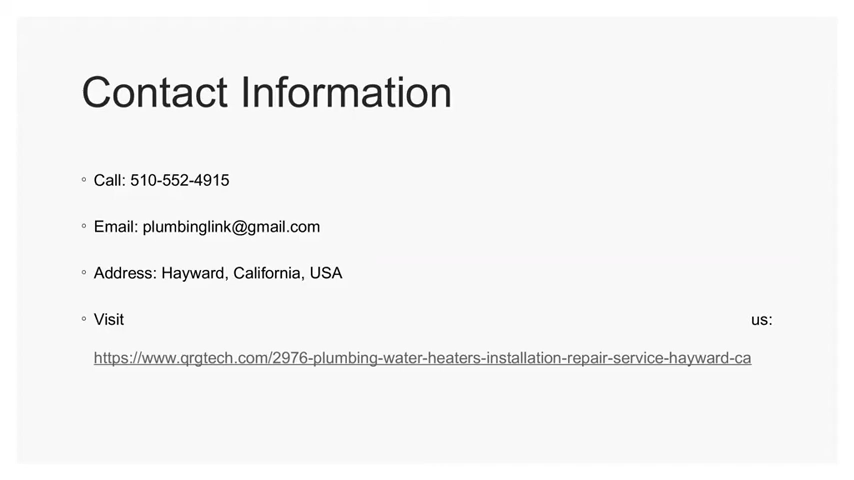 Contact Information
◦ Call: 510-552-4915
◦ Email: plumbinglink@gmail.com
◦ Address: Hayward, California, USA
◦ Visit us:
https://www.qrgtech.com/2976-plumbing-water-heaters-installation-repair-service-hayward-ca